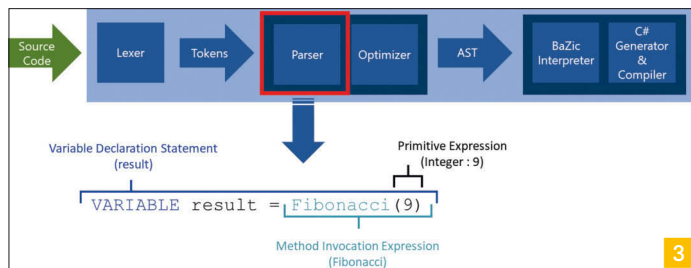 Source
Code
Lexer
Tokens
Parser
Optimizer
AST
BaZic
Interpreter
C#
Generator
&
Compiler
Variable Declaration Statement
(result)
Primitive Expression
(Integer : 9)
VARIABLE result = Fibonacci(9)
Method Invocation Expression
(Fibonacci)
3